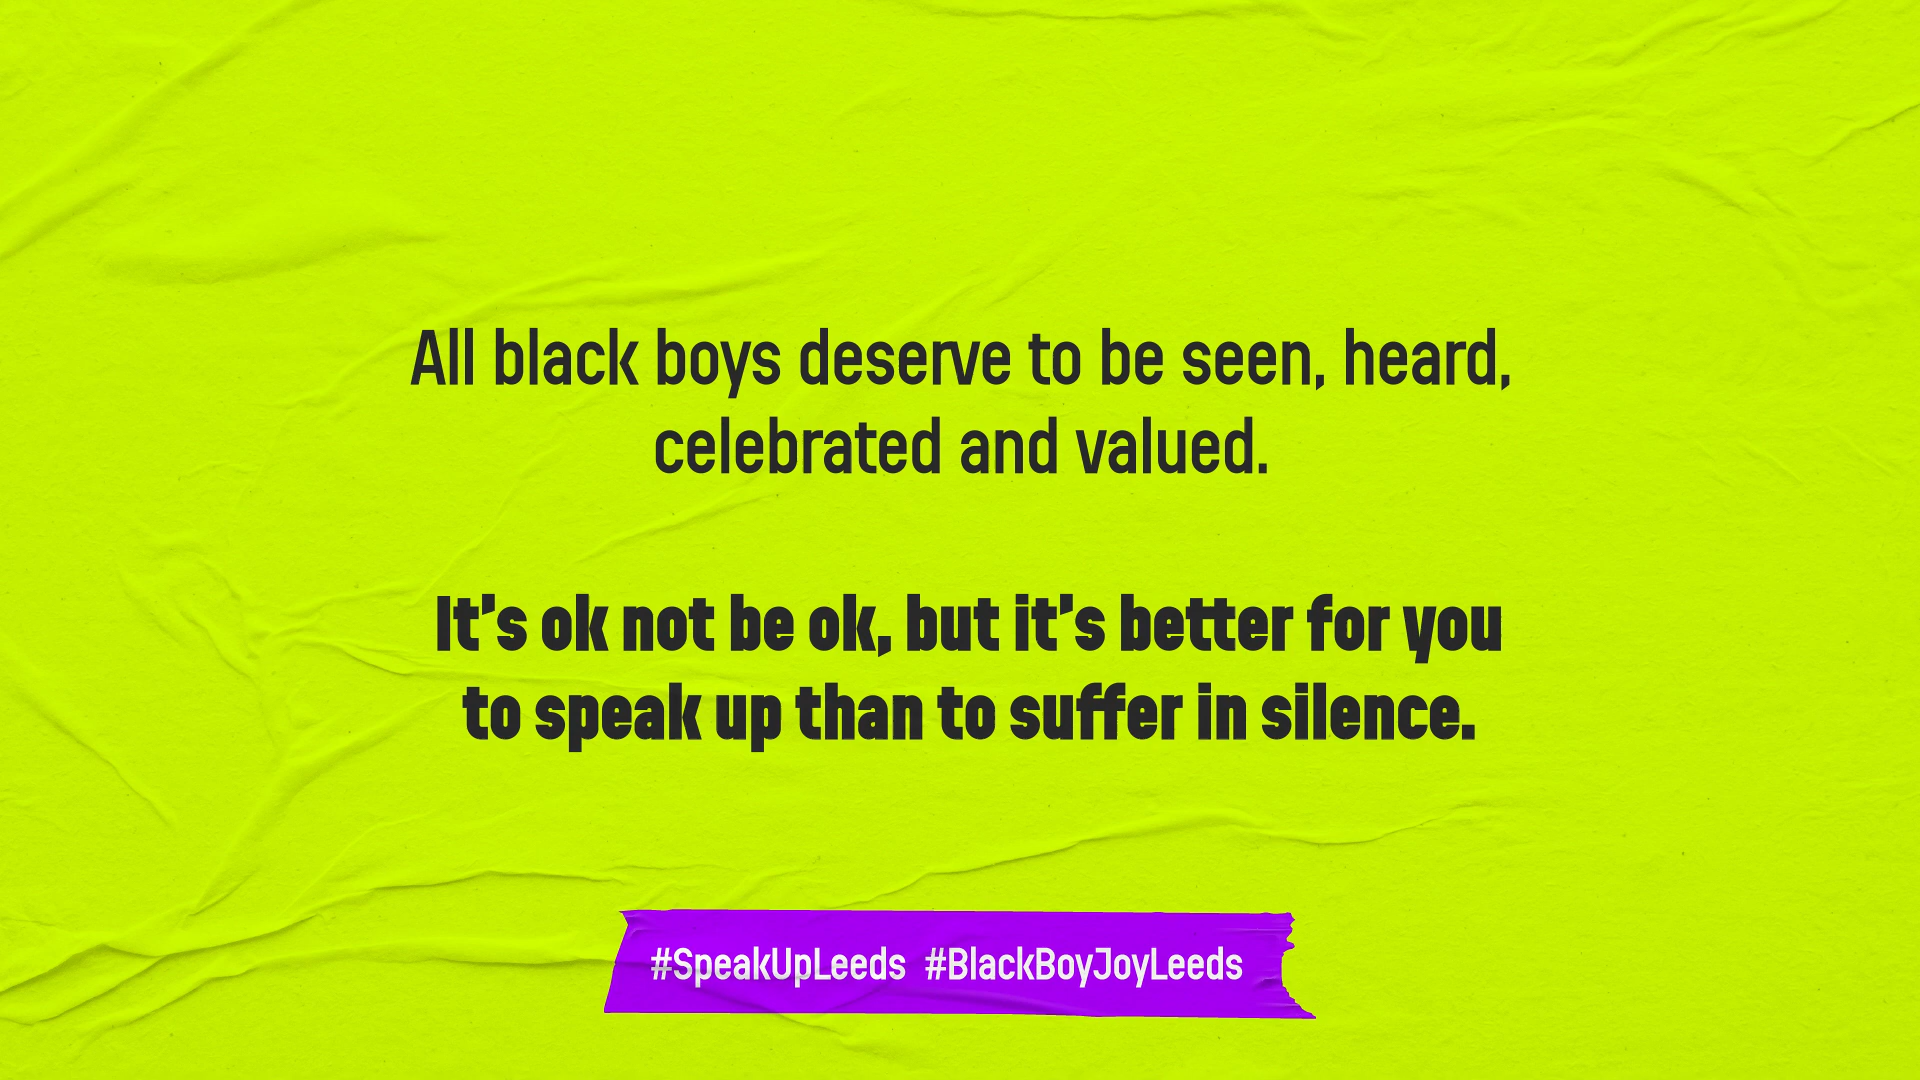 All black boys deserve to be seen, heard,
celebrated and valued.
It's ok not be ok, but it's better for you
to speak up than to suffer in silence.
#SpeakUpLeeds #BlackBoyJoyLeeds